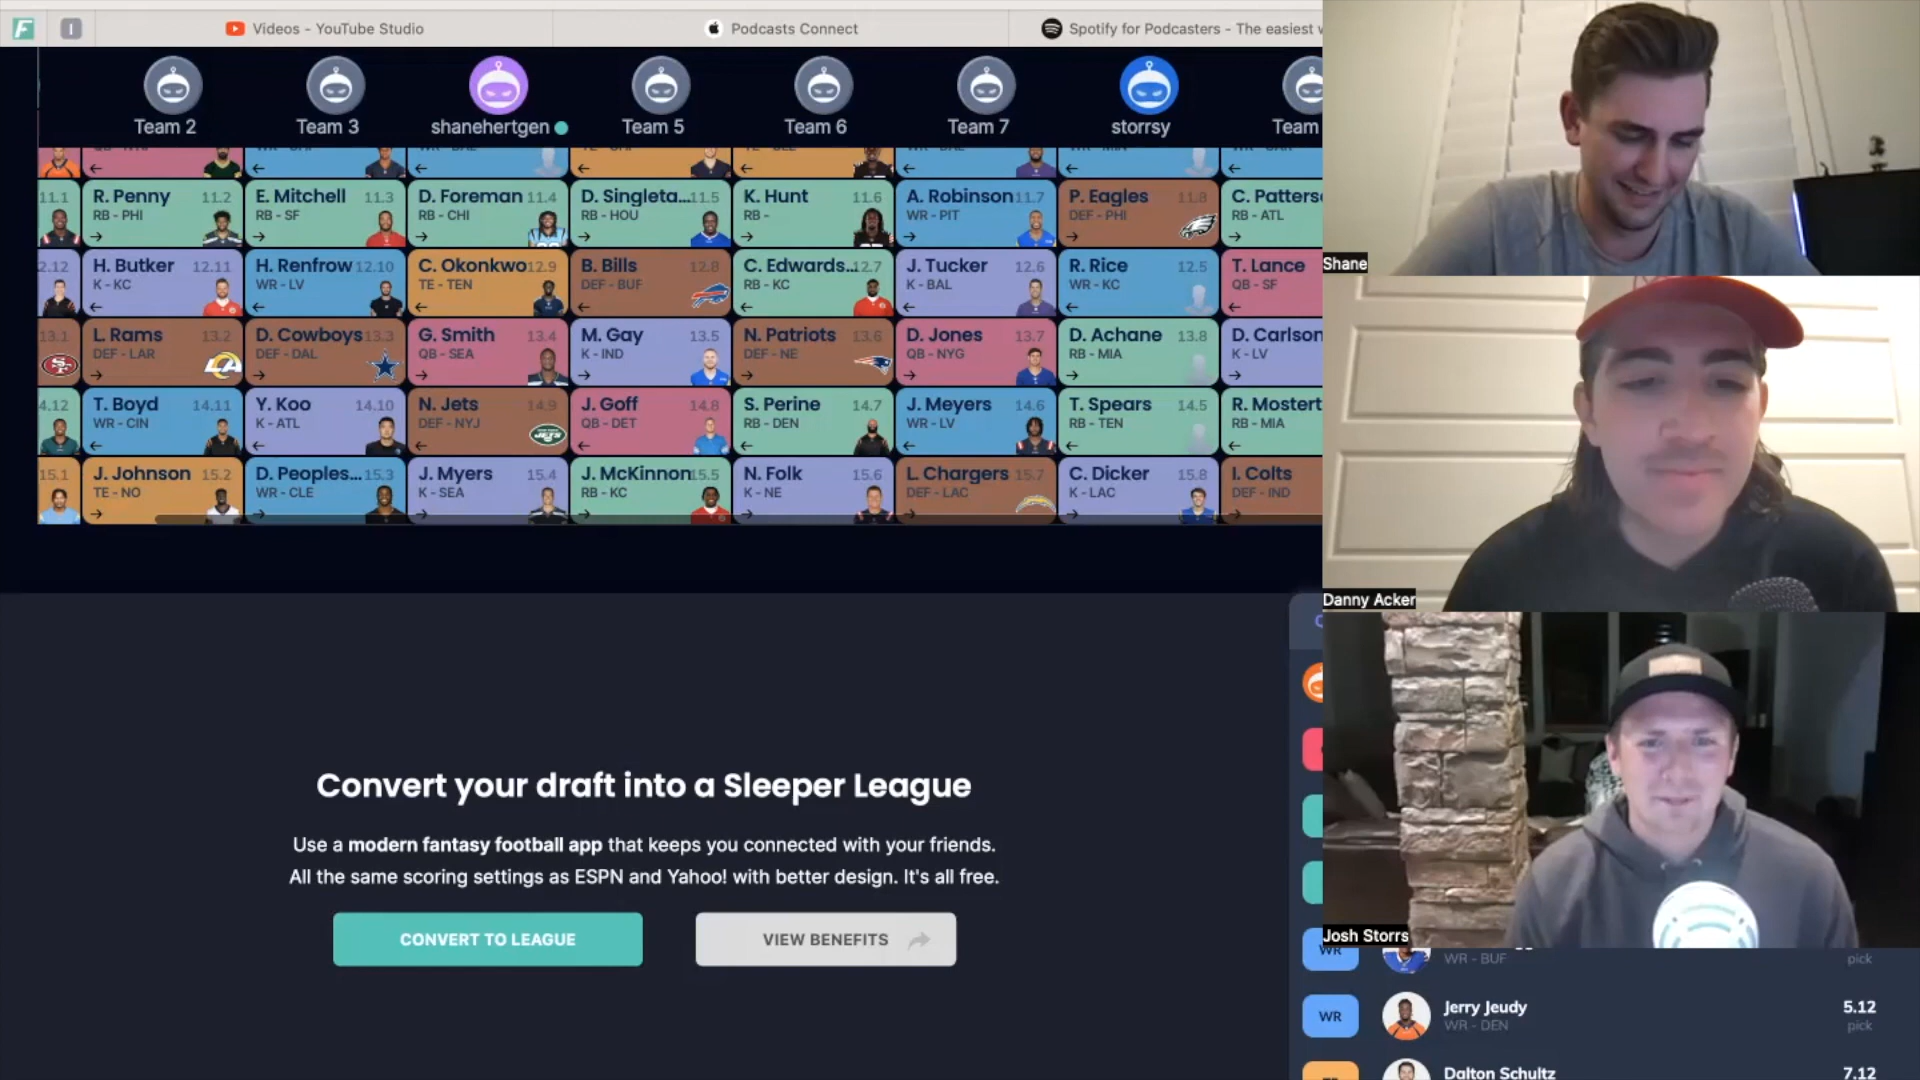 Videos - YouTube Studio
Podcasts Connect
Spotify for Podcasters - The easiest
Team 2
Team 3
shanehertgen
Team 5
Team 6
Team 7
storrsy
Team
11.1
R. Penny 11.2
RB - PHI
E. Mitchell 11.3
RB - SF
D. Foreman 11.4
RB - CHI
D. Singleta... 11.5
RB - HOU
K. Hunt 11.6
RB -
A. Robinson 11.7
WR - PIT
P. Eagles 11.8
DEF - PHI
C. Patters
RB - ATL
2.12
H. Butker 12.11
K - KC
H. Renfrow 12.10
WR - LV
C. Okonkwo 12.9
TE - TEN
B. Bills 12.8
DEF - BUF
C. Edwards... 12.7
RB - KC
J. Tucker 12.6
K - BAL
R. Rice 12.5
WR - KC
T. Lance
QB - SF
13.1
L. Rams 13.2
DEF - LAR
D. Cowboys 13.3
DEF - DAL
G. Smith 13.4
QB - SEA
M. Gay 13.5
K - IND
N. Patriots 13.6
DEF - NE
D. Jones 13.7
QB - NYG
D. Achane 13.8
RB - MIA
D. Carlson
K - LV
4.12
T. Boyd 14.11
WR - CIN
Y. Koo 14.10
K - ATL
N. Jets 14.9
DEF - NYJ
J. Goff 14.8
QB - DET
S. Perine 14.7
RB - DEN
J. Meyers 14.6
WR - LV
T. Spears 14.5
RB - TEN
R. Mostert
RB - MIA
15.1
J. Johnson 15.2
TE - NO
D. Peoples... 15.3
WR - CLE
J. Myers 15.4
K - SEA
J. McKinnon 15.5
RB - KC
N. Folk 15.6
K - NE
L. Chargers 15.7
DEF - LAC
C. Dicker 15.8
K - LAC
I. Colts
DEF - IND
Convert your draft into a Sleeper League
Use a modern fantasy football app that keeps you connected with your friends.
All the same scoring settings as ESPN and Yahoo! with better design. It's all free.
CONVERT TO LEAGUE
VIEW BENEFITS
Shane
Danny Acker
Josh Storrs
WR
WR - BUF
pick
WR
Jerry Jeudy
WR - DEN
5.12
pick
Dalton Schultz
7.12